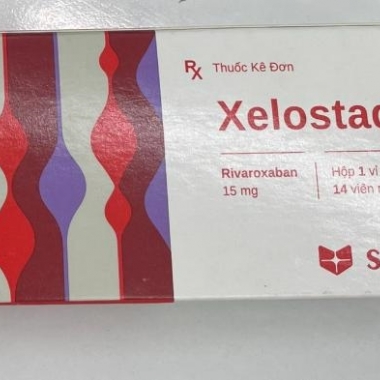 Rx Thuốc Kê Đơn
Xelostad
Rivaroxaban
15 mg
Hộp 1 vỉ
14 viên
S